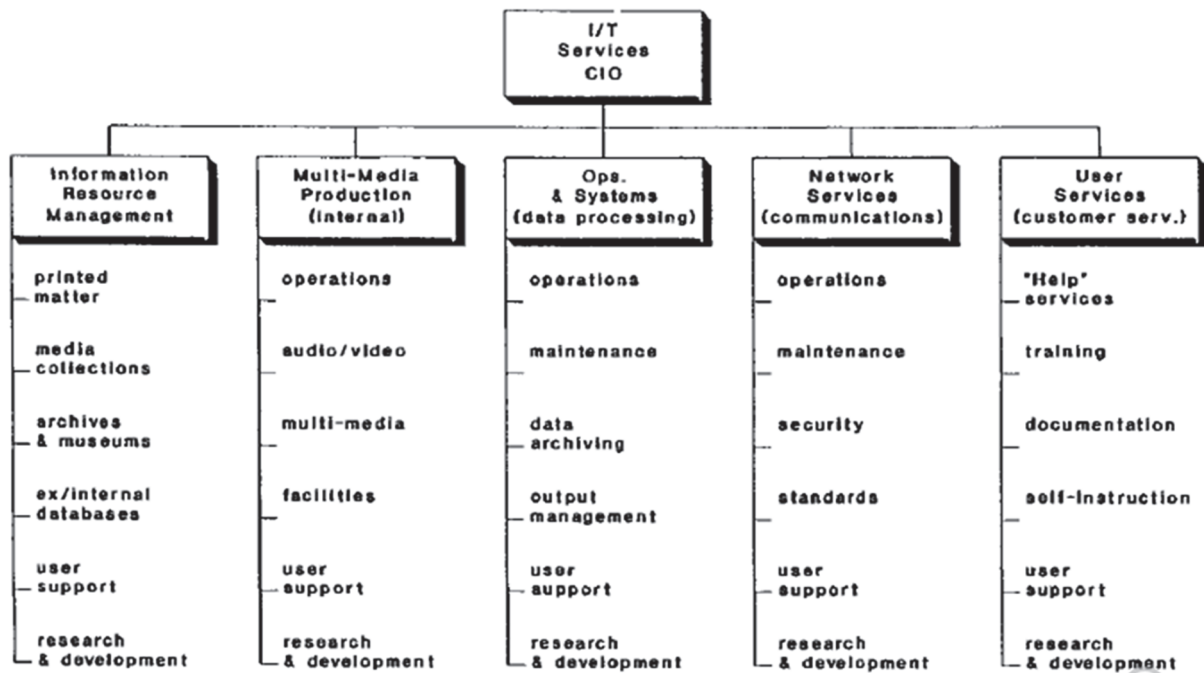 I/T
Services
CIO
Information
Resource
Management
Multi-Media
Production
(internal)
Ops.
& Systems
(data processing)
Network
Services
(communications)
User
Services
(customer serv.)
printed
matter
media
collections
archives
& museums
ex/internal
databases
user
support
research
& development
operations
audio/video
multi-media
facilities
user
support
research
& development
operations
maintenance
data
archiving
output
management
user
support
research
& development
operations
maintenance
security
standards
user
support
research
& development
"Help"
services
training
documentation
self-instruction
user
support
research
& development